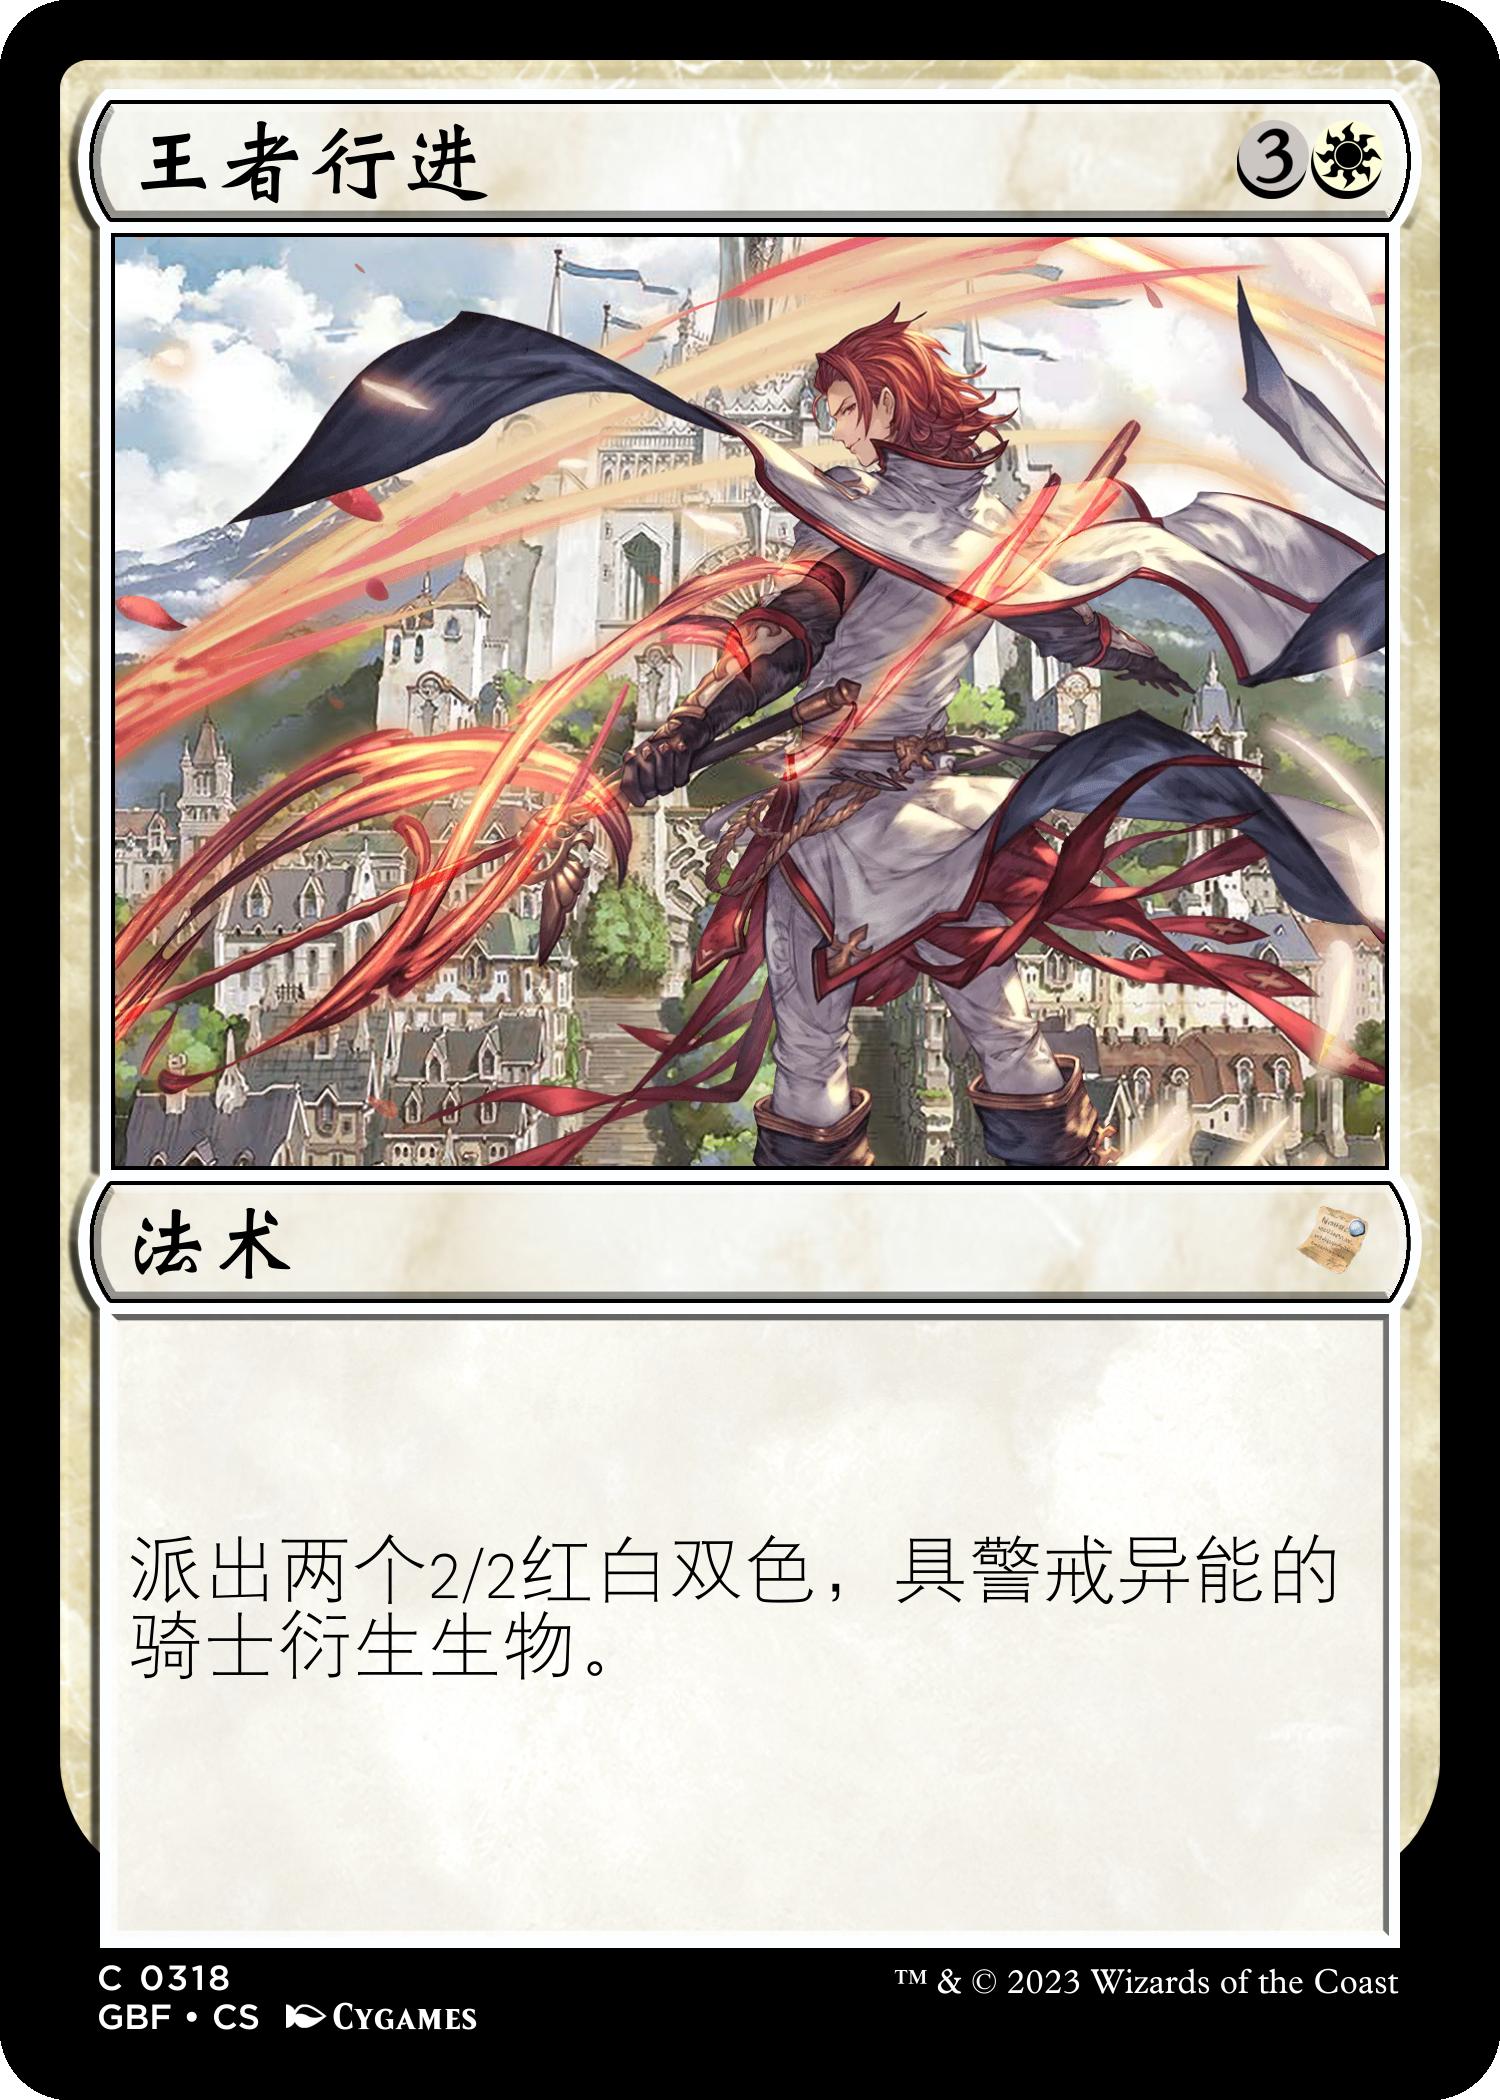 王者行进 3
法术
派出两个2/2红白双色，具警戒异能的
骑士衍生生物。
C 0318
™ & © 2023 Wizards of the Coast
GBF • CS CYGAMES